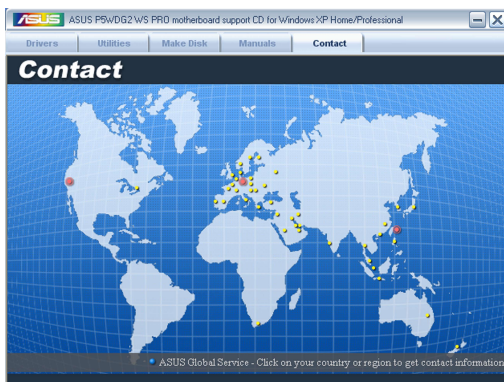 ASUS ASUS P5WDG2 WS PRO motherboard support CD for Windows XP Home/Professional
Drivers Utilities Make Disk Manuals Contact
Contact
ASUS Global Service - Click on your country or region to get contact information